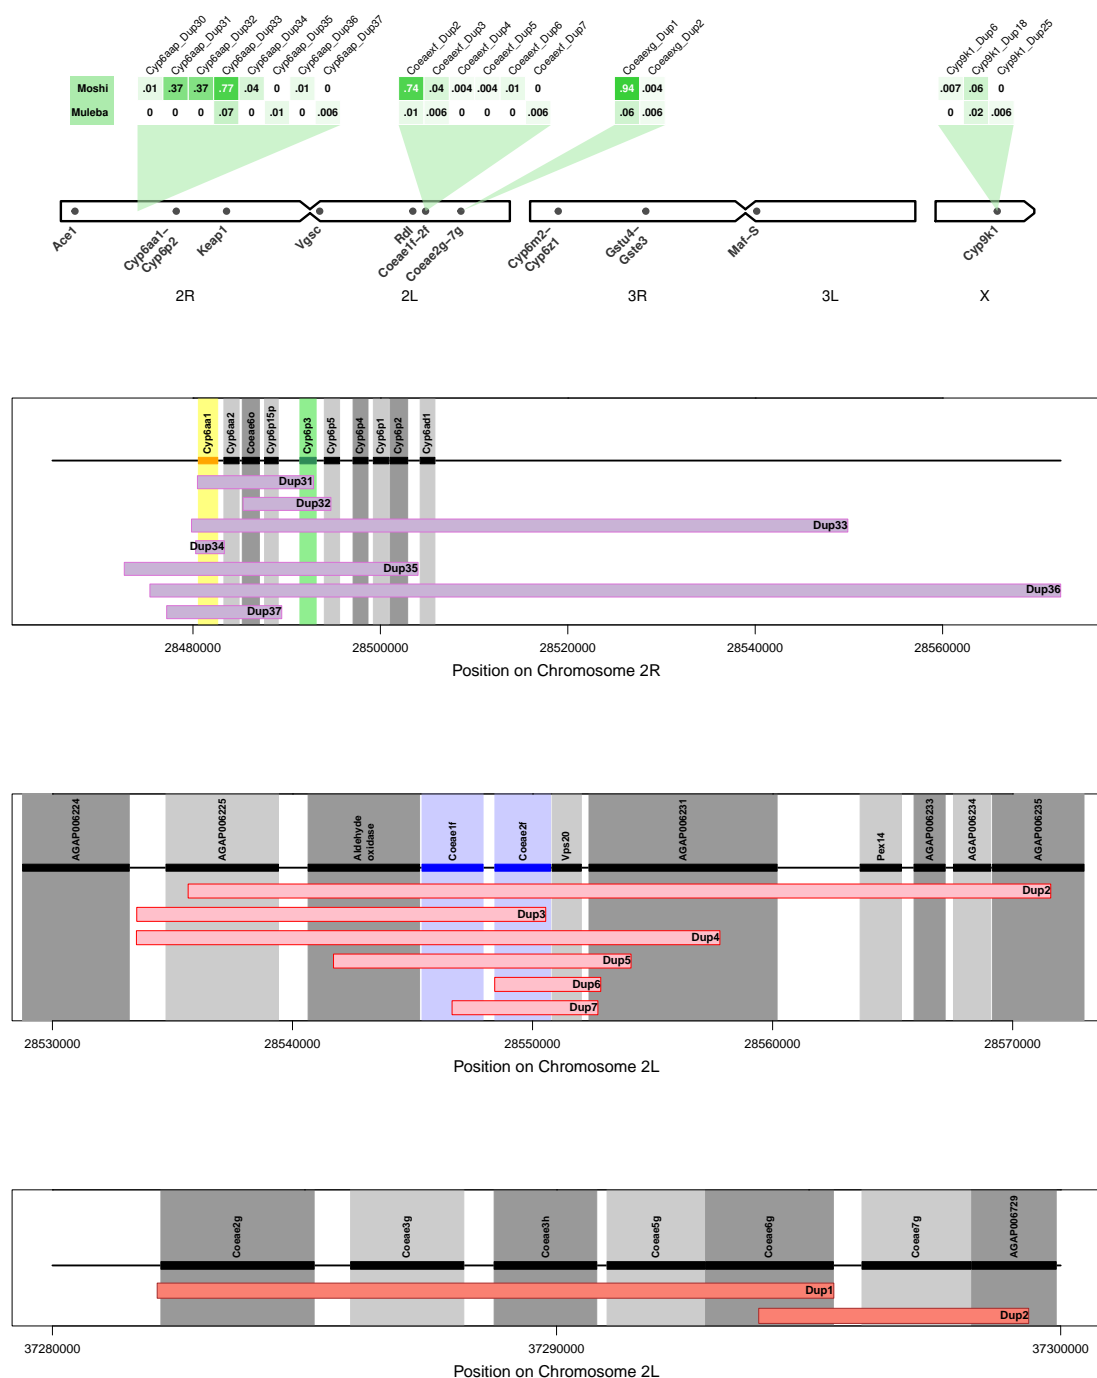 Cyp6aap_Dup30
Cyp6aap_Dup31
Cyp6aap_Dup32
Cyp6aap_Dup33
Cyp6aap_Dup34
Cyp6aap_Dup35
Cyp6aap_Dup36
Cyp6aap_Dup37
Coeaexf_Dup2
Coeaexf_Dup3
Coeaexf_Dup4
Coeaexf_Dup5
Coeaexf_Dup6
Coeaexf_Dup7
Coeaexg_Dup1
Coeaexg_Dup2
Cyp9k1_Dup6
Cyp9k1_Dup18
Cyp9k1_Dup25
Moshi .01 .37 .37 .77 .04 0 .01 0 .74 .04 .004 .004 .01 0 .94 .004 .007 .06 0
Muleba 0 0 0 .07 0 .01 0 .006 .01 .006 0 0 0 .006 .06 .006 0 .02 .006
Ace1
Cyp6aa1–
Cyp6p2
Keap1
Vgsc
Rdl
Coeae1f–2f
Coeae2g–7g
Cyp6m2–
Cyp6z1
Gstu4–
Gste3
Maf–S
Cyp9k1
2R 2L 3R 3L X
Cyp6aa1
Cyp6aa2
Coeae6o
Cyp6p15p
Cyp6p3
Cyp6p5
Cyp6p4
Cyp6p1
Cyp6p2
Cyp6ad1
Dup31
Dup32
Dup33
Dup34
Dup35
Dup36
Dup37
28480000 28500000 28520000 28540000 28560000
Position on Chromosome 2R
AGAP006224
AGAP006225
Aldehyde
oxidase
Coeae1f
Coeae2f
Vps20
AGAP006231
Pex14
AGAP006233
AGAP006234
AGAP006235
Dup2
Dup3
Dup4
Dup5
Dup6
Dup7
28530000 28540000 28550000 28560000 28570000
Position on Chromosome 2L
Coeae2g
Coeae3g
Coeae3h
Coeae5g
Coeae6g
Coeae7g
AGAP006729
Dup1
Dup2
37280000 37290000 37300000
Position on Chromosome 2L